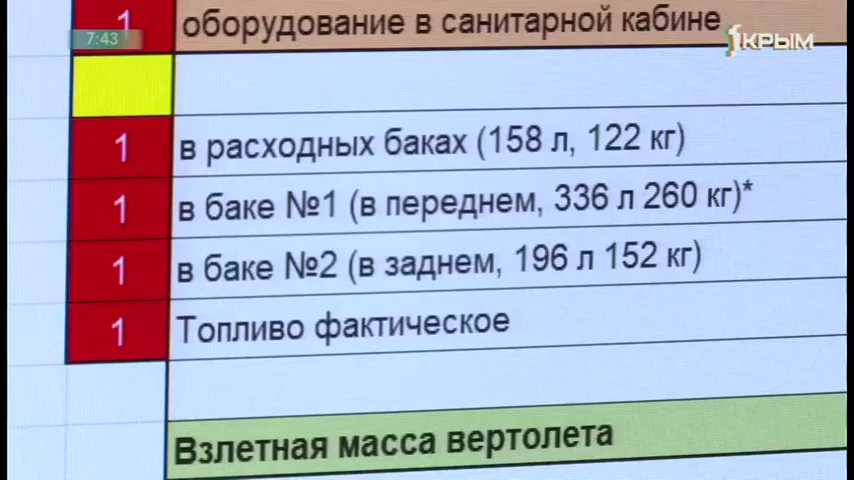 1 оборудование в санитарной кабине
7:43
1КРЫМ
1 в расходных баках (158 л, 122 кг)
1 в баке №1 (в переднем, 336 л 260 кг)*
1 в баке №2 (в заднем, 196 л 152 кг)
1 Топливо фактическое
Взлетная масса вертолета